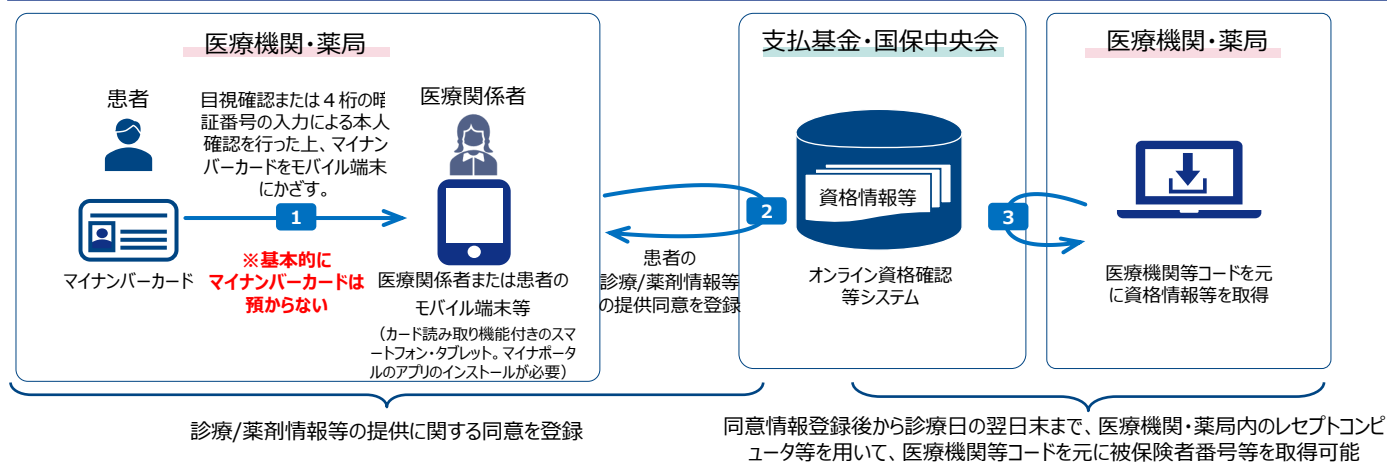 医療機関・薬局
患者
目視確認または４桁の暗
証番号の入力による本人
確認を行った上、マイナン
バーカードをモバイル端末
にかざす。
医療関係者
1
※基本的に
マイナンバーカードは
預からない
マイナンバーカード
医療関係者または患者の
モバイル端末等
（カード読み取り機能付きのスマ
ートフォン・タブレット。マイナポータ
ルのアプリのインストールが必要）
患者の
診療/薬剤情報等
の提供同意を登録
2
支払基金・国保中央会
資格情報等
オンライン資格確認
等システム
3
医療機関・薬局
医療機関等コードを元
に資格情報等を取得
診療/薬剤情報等の提供に関する同意を登録
同意情報登録後から診療日の翌日末まで、医療機関・薬局内のレセプトコンピ
ュータ等を用いて、医療機関等コードを元に被保険者番号等を取得可能